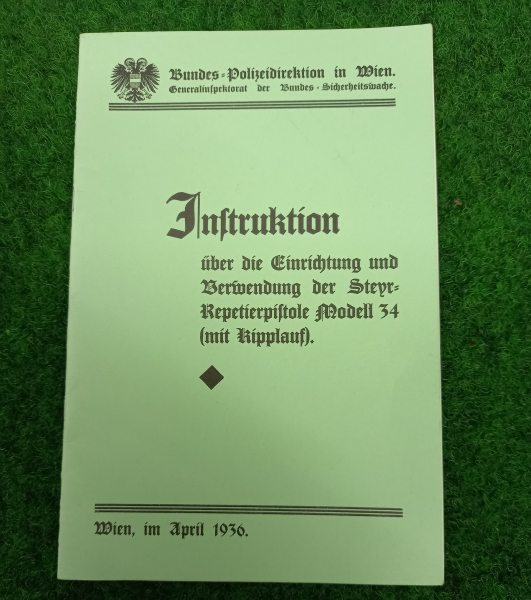 Bundes-Polizeidirektion in Wien.
Generalinspektorat der Bundes-Sicherheitswache.
Instruktion
über die Einrichtung und
Verwendung der Steyr-
Repetierpistole Modell 34
(mit Kipplauf).
Wien, im April 1936.